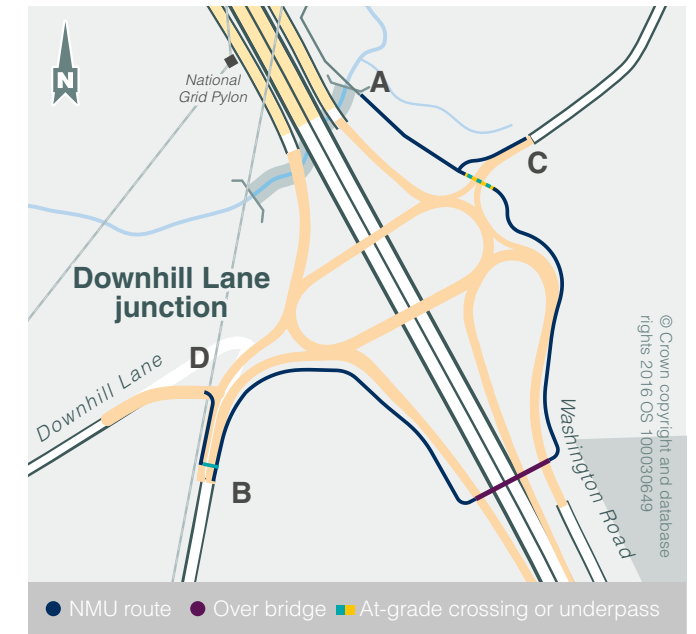 N
National
Grid Pylon
A
C
Downhill Lane
junction
D
Downhill Lane
B
Washington Road
© Crown copyright and database
rights 2016 OS 100030649
NMU route
Over bridge
At-grade crossing or underpass